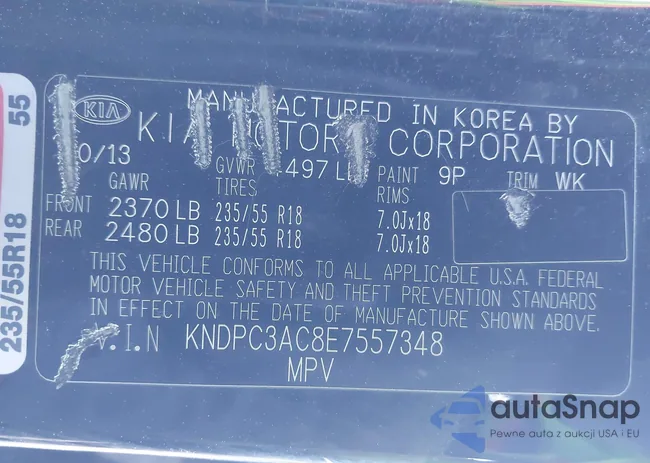 KIA
MANUFACTURED IN KOREA BY
KIA MOTORS CORPORATION
0/13 GVWR 497 LB PAINT 9P TRIM WK
GAWR TIRES RIMS
FRONT 2370 LB 235/55 R18 7.0Jx18
REAR 2480 LB 235/55 R18 7.0Jx18
THIS VEHICLE CONFORMS TO ALL APPLICABLE U.S.A. FEDERAL
MOTOR VEHICLE SAFETY AND THEFT PREVENTION STANDARDS
IN EFFECT ON THE DATE OF MANUFACTURE SHOWN ABOVE.
V.I.N KNDPC3AC8E7557348
MPV
235/55R18 55
autaSnap
Pewne auta z aukcji USA i EU